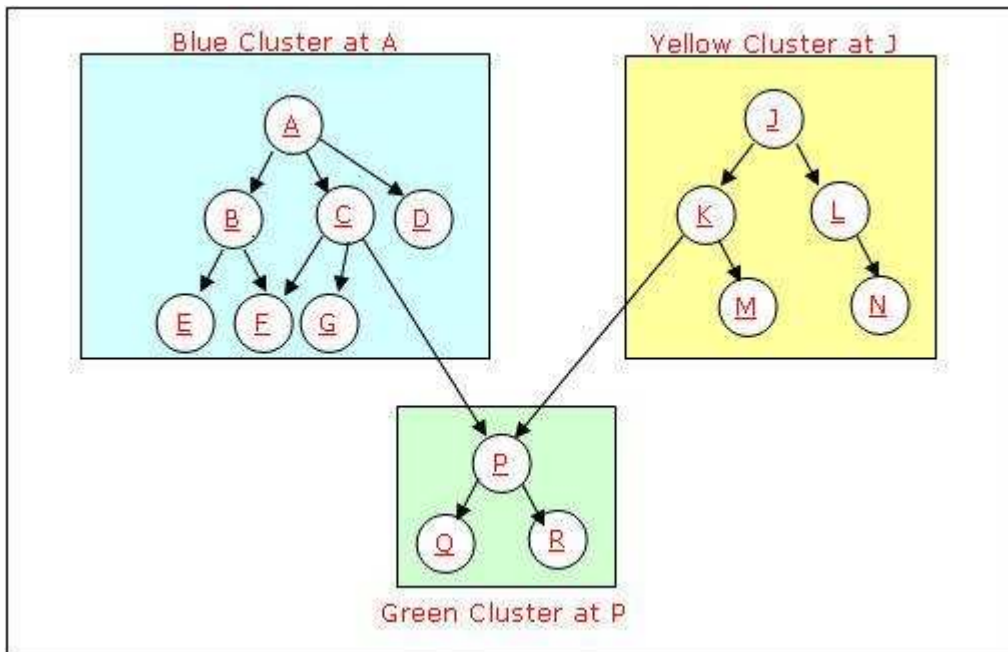 Blue Cluster at A
Yellow Cluster at J
A
B
C
D
E
F
G
J
K
L
M
N
P
Q
R
Green Cluster at P